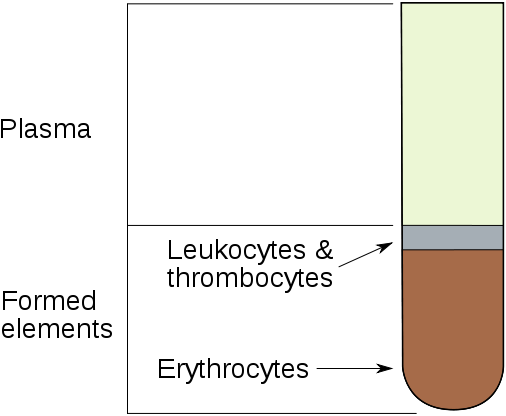 Plasma
Leukocytes &
thrombocytes
Formed
elements
Erythrocytes